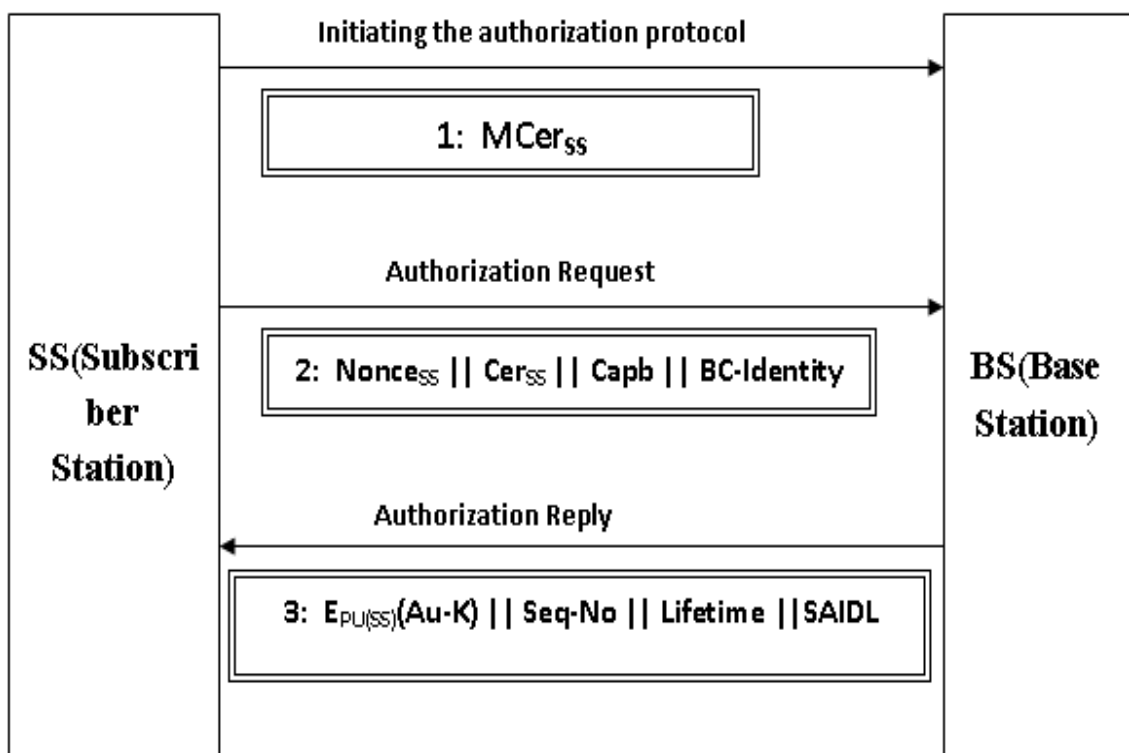 Initiating the authorization protocol
1: MCerSS
Authorization Request
SS(Subscri
ber
Station)
2: NonceSS || CerSS || Capb || BC-Identity
BS(Base
Station)
Authorization Reply
3: EPU(SS)(Au-K) || Seq-No || Lifetime ||SAIDL